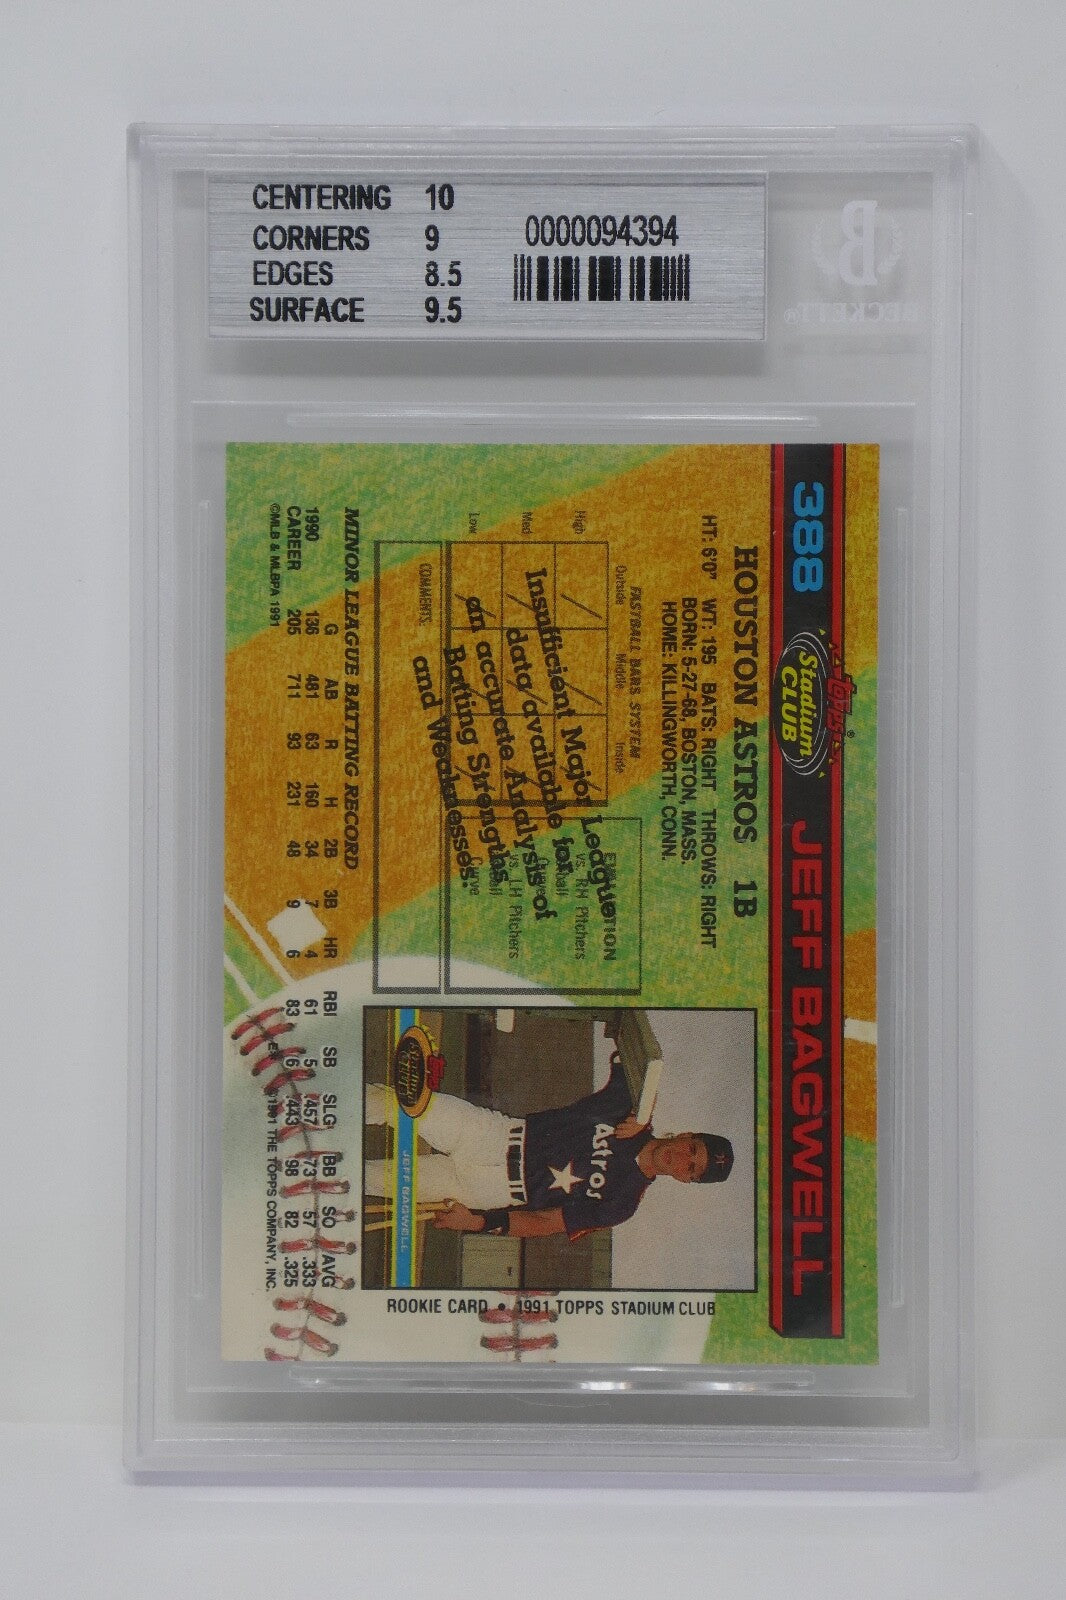 CENTERING 10
CORNERS 9
EDGES 8.5
SURFACE 9.5
0000094394
B
BECKETT®
388
Topps®
Stadium
CLUB
JEFF BAGWELL
HOUSTON ASTROS 1B
HT: 6'0" WT: 195 BATS: RIGHT THROWS: RIGHT
BORN: 5-27-68, BOSTON, MASS.
HOME: KILLINGWORTH, CONN.
FASTBALL BARS SYSTEM
Outside Middle Inside
High
Med
Low
vs. RH Pitchers
vs. LH Pitchers
Curve
COMMENTS:
Insufficient Major League
data available for
an accurate Analysis of
Batting Strengths
and Weaknesses.
Astros
Topps
Stadium
CLUB
JEFF BAGWELL
ROOKIE CARD • 1991 TOPPS STADIUM CLUB
MINOR LEAGUE BATTING RECORD
G AB R H 2B 3B HR RBI SB SLG BB SO AVG
1990 136 481 63 160 34 7 4 61 5 .457 73 57 .333
CAREER 205 711 93 231 48 9 6 83 6 .443 98 82 .325
©MLB & MLBPA 1991
©1991 THE TOPPS COMPANY, INC.